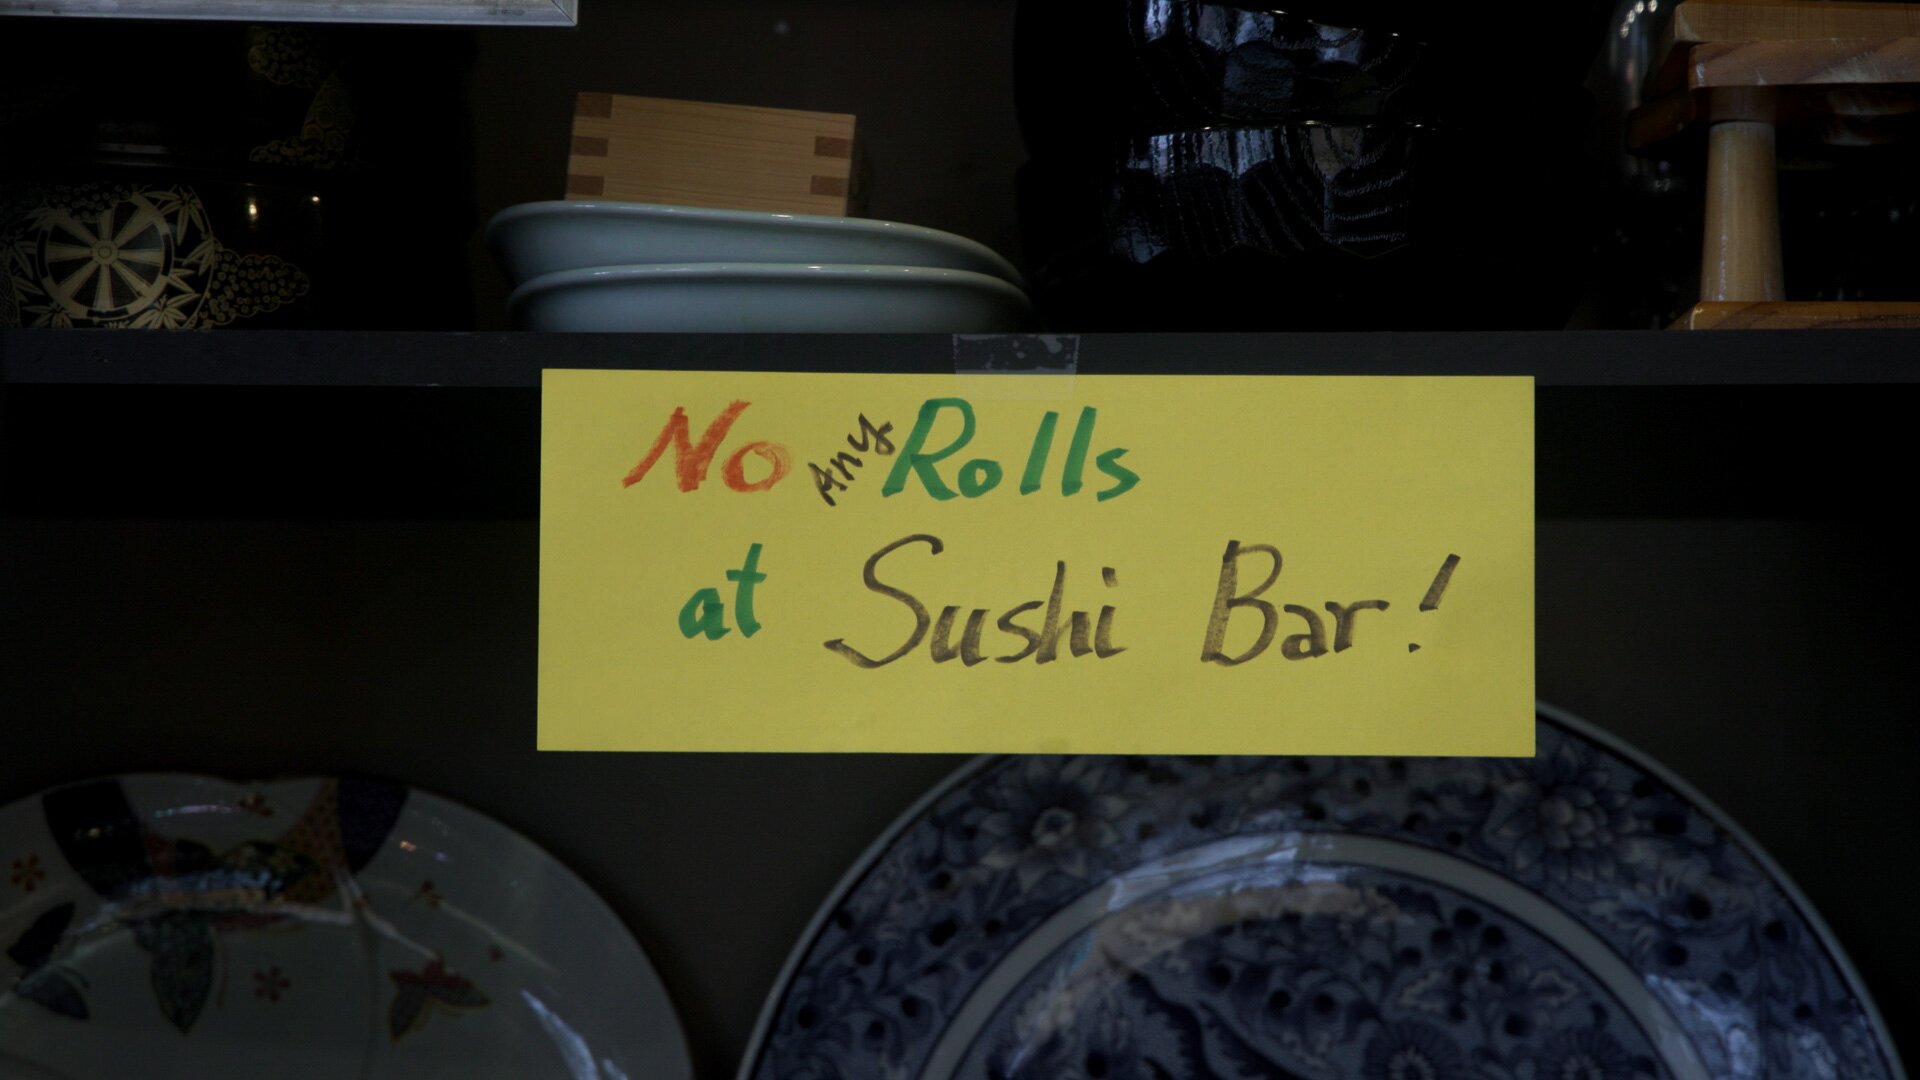 No Any Rolls
at Sushi Bar!